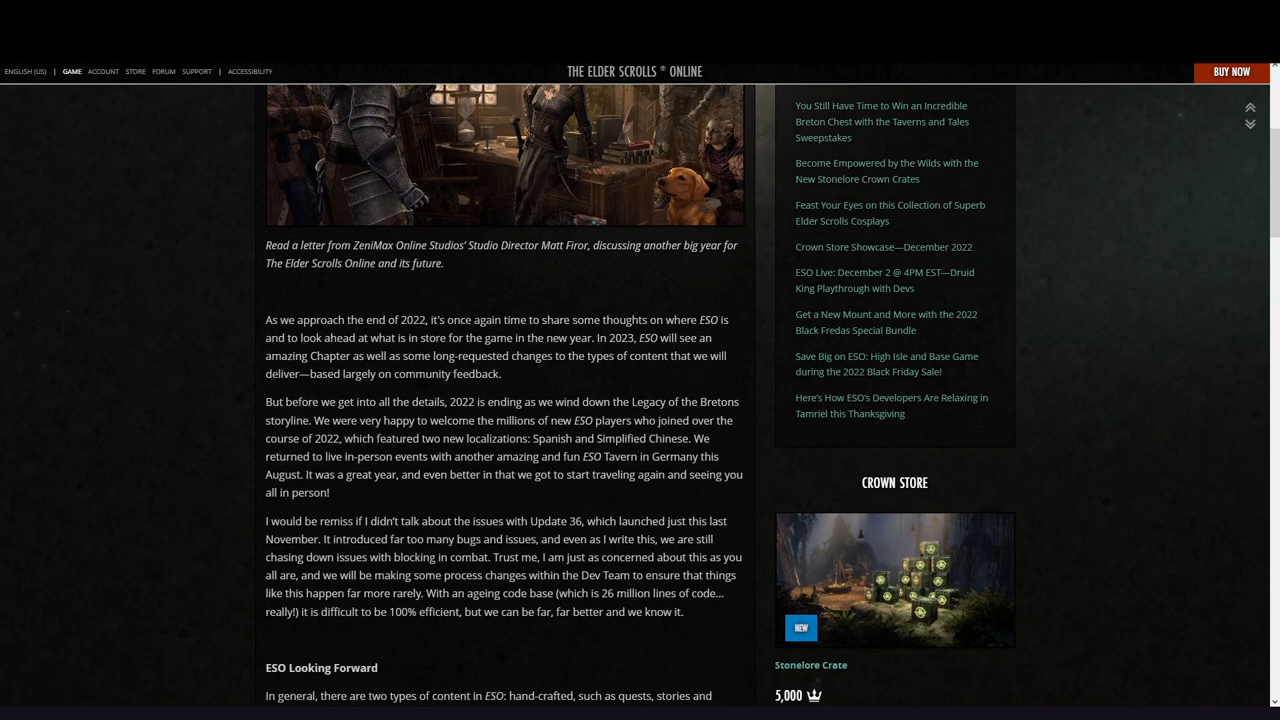 ENGLISH (US) | GAME ACCOUNT STORE FORUM SUPPORT | ACCESSIBILITY
THE ELDER SCROLLS ® ONLINE
BUY NOW
Read a letter from ZeniMax Online Studios' Studio Director Matt Firor, discussing another big year for
The Elder Scrolls Online and its future.
As we approach the end of 2022, it's once again time to share some thoughts on where ESO is
and to look ahead at what is in store for the game in the new year. In 2023, ESO will see an
amazing Chapter as well as some long-requested changes to the types of content that we will
deliver—based largely on community feedback.
But before we get into all the details, 2022 is ending as we wind down the Legacy of the Bretons
storyline. We were very happy to welcome the millions of new ESO players who joined over the
course of 2022, which featured two new localizations: Spanish and Simplified Chinese. We
returned to live in-person events with another amazing and fun ESO Tavern in Germany this
August. It was a great year, and even better in that we got to start traveling again and seeing you
all in person!
I would be remiss if I didn't talk about the issues with Update 36, which launched just this last
November. It introduced far too many bugs and issues, and even as I write this, we are still
chasing down issues with blocking in combat. Trust me, I am just as concerned about this as you
all are, and we will be making some process changes within the Dev Team to ensure that things
like this happen far more rarely. With an ageing code base (which is 26 million lines of code...
really!) it is difficult to be 100% efficient, but we can be far, far better and we know it.
ESO Looking Forward
In general, there are two types of content in ESO: hand-crafted, such as quests, stories and
You Still Have Time to Win an Incredible
Breton Chest with the Taverns and Tales
Sweepstakes
Become Empowered by the Wilds with the
New Stonelore Crown Crates
Feast Your Eyes on this Collection of Superb
Elder Scrolls Cosplays
Crown Store Showcase—December 2022
ESO Live: December 2 @ 4PM EST—Druid
King Playthrough with Devs
Get a New Mount and More with the 2022
Black Fredas Special Bundle
Save Big on ESO: High Isle and Base Game
during the 2022 Black Friday Sale!
Here's How ESO's Developers Are Relaxing in
Tamriel this Thanksgiving
CROWN STORE
NEW
Stonelore Crate
5,000